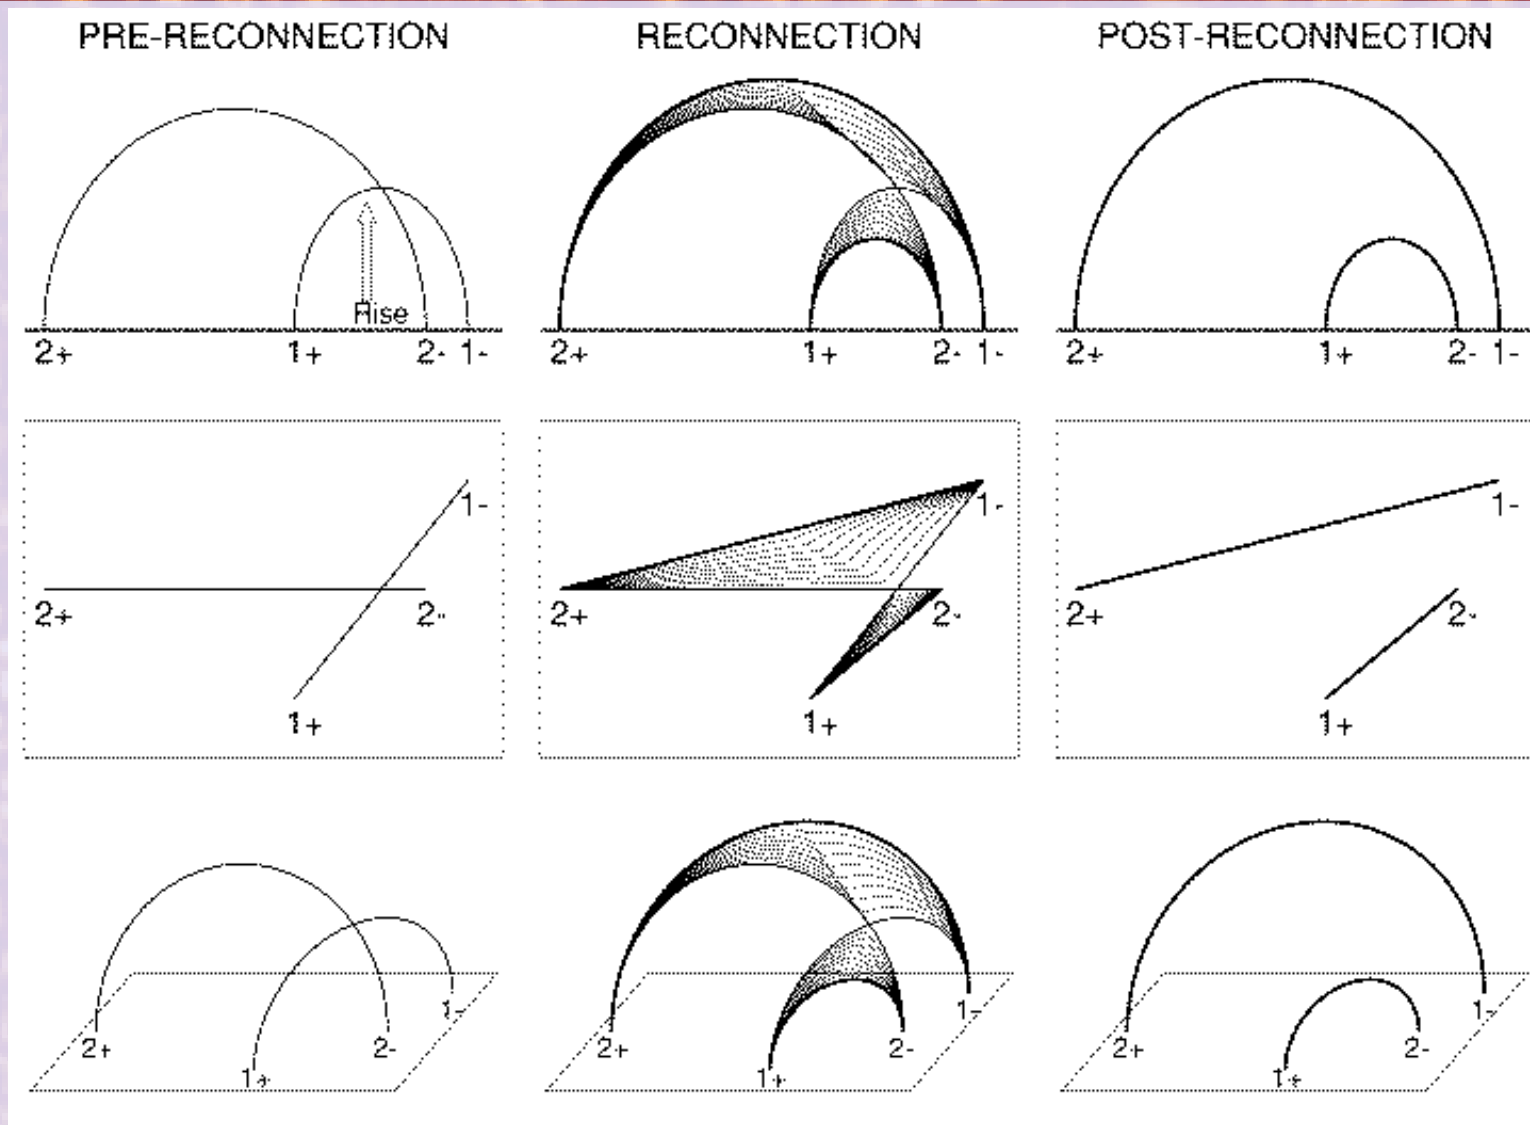 PRE-RECONNECTION RECONNECTION POST-RECONNECTION
Rise
2+ 1+ 2- 1- 2+ 1+ 2- 1- 2+ 1+ 2- 1-
1- 1- 1-
2+ 2- 2+ 2- 2+ 2-
1+ 1+ 1+
1- 1- 1-
2+ 2- 2+ 2- 2+ 2-
1+ 1+ 1+